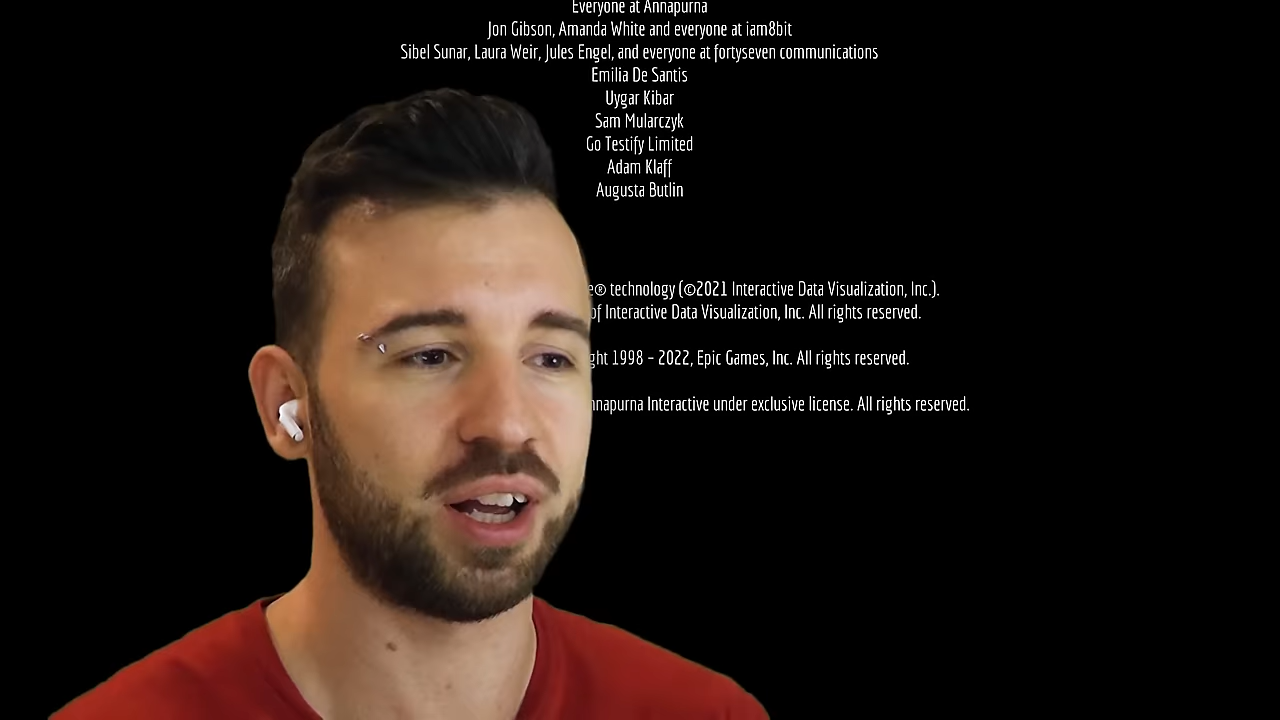 Everyone at Annapurna
Jon Gibson, Amanda White and everyone at iam8bit
Sibel Sunar, Laura Weir, Jules Engel, and everyone at fortyseven communications
Emilia De Santis
Uygar Kibar
Sam Mularczyk
Go Testify Limited
Adam Klaff
Augusta Butlin
® technology (©2021 Interactive Data Visualization, Inc.).
of Interactive Data Visualization, Inc. All rights reserved.
1998 – 2022, Epic Games, Inc. All rights reserved.
Interactive under exclusive license. All rights reserved.